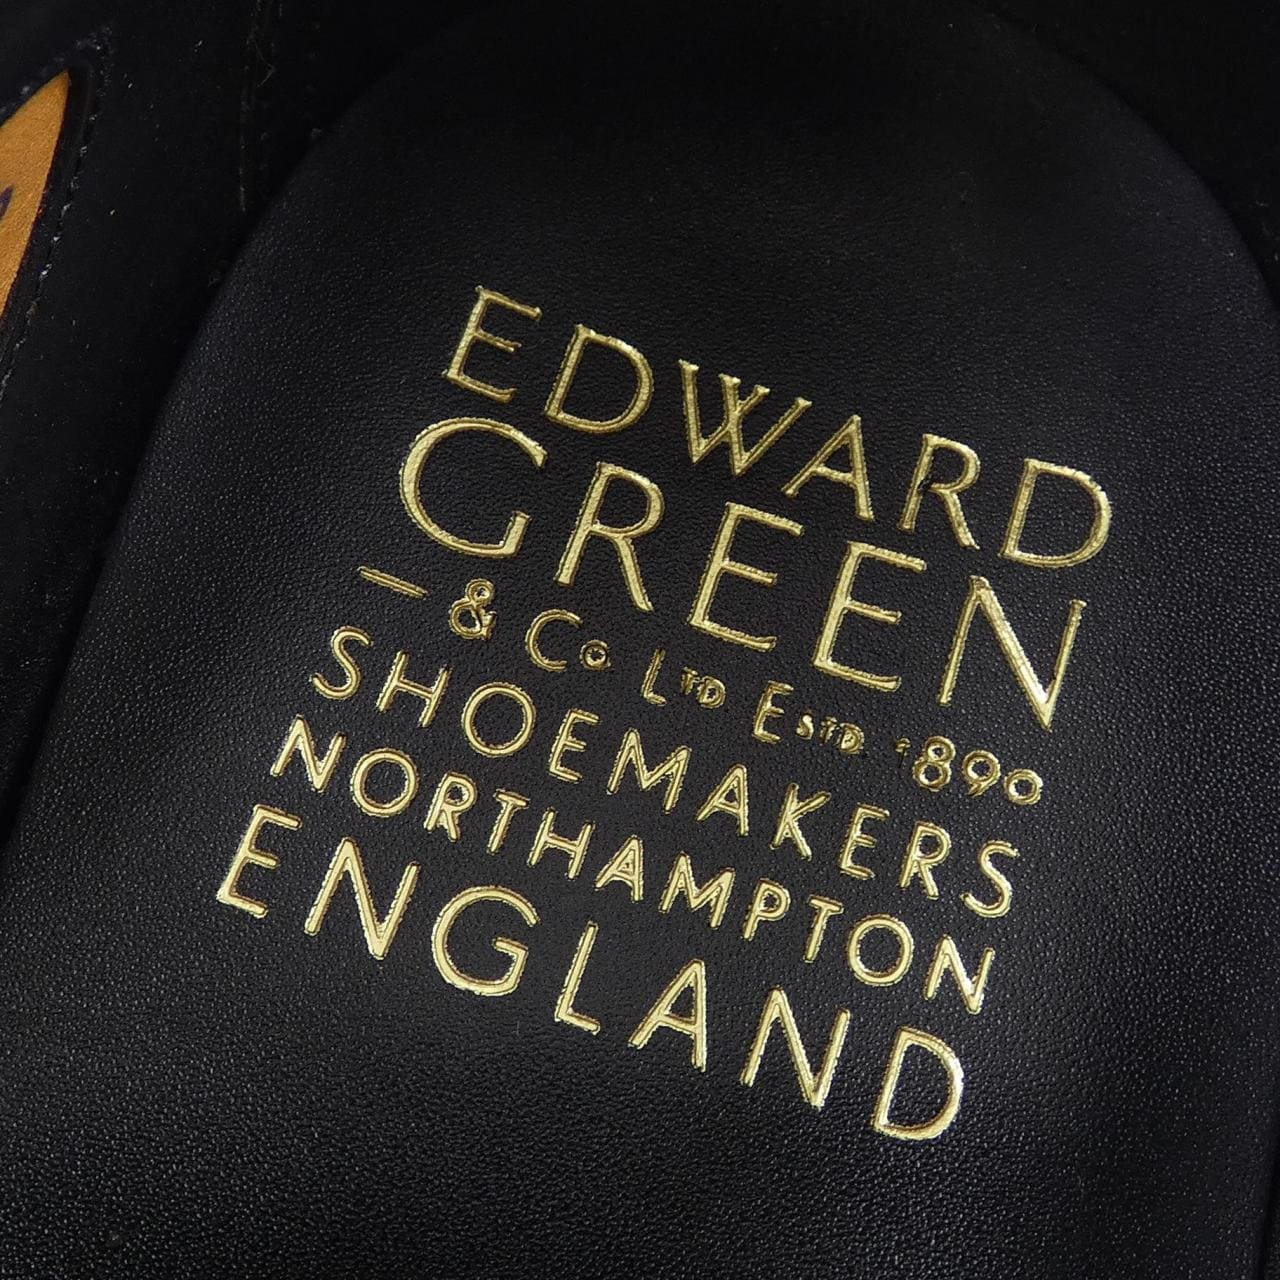 EDWARD
GREEN
— & Co LTD ESTD. 1890
SHOEMAKERS
NORTHAMPTON
ENGLAND